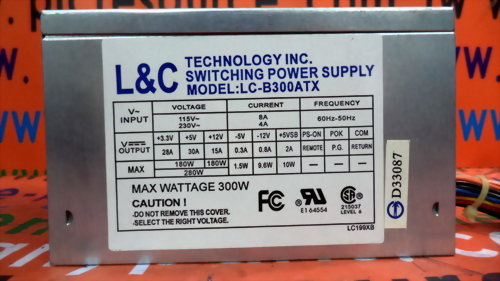 L&C
TECHNOLOGY INC.
SWITCHING POWER SUPPLY
MODEL:LC-B300ATX
V~ INPUT VOLTAGE CURRENT FREQUENCY
115V~ 8A 60Hz-50Hz
230V~ 4A
V OUTPUT +3.3V +5V +12V -5V -12V +5VSB PS-ON POK COM
28A 30A 15A 0.3A 0.8A 2A REMOTE P.G. RETURN
MAX 180W 180W 1.5W 9.6W 10W
280W
MAX WATTAGE 300W
CAUTION !
-DO NOT REMOVE THIS COVER.
-SELECT THE RIGHT VOLTAGE.
FC
E164554
215037
LEVEL 6
LC199XB
D33087